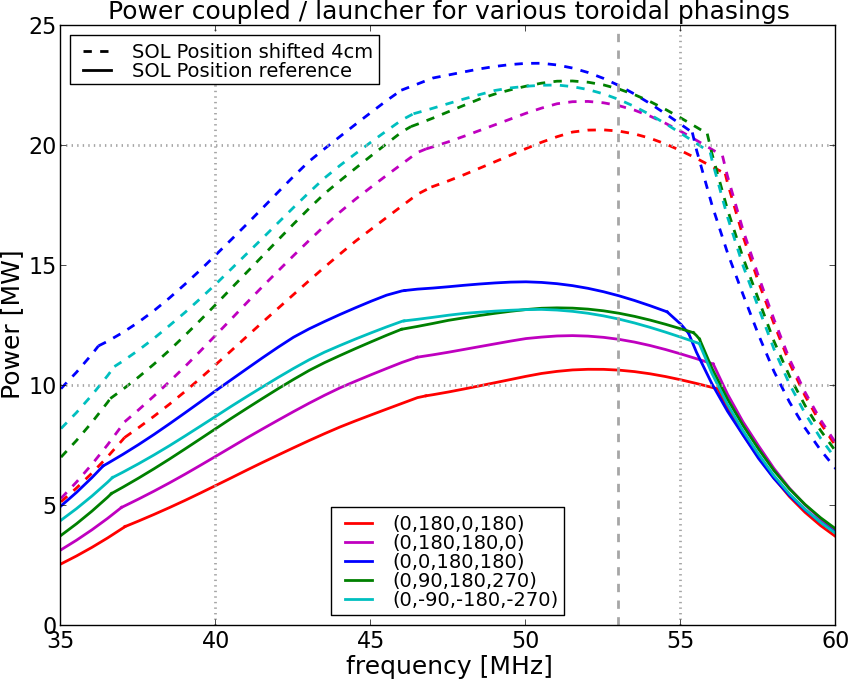 Power coupled / launcher for various toroidal phasings
SOL Position shifted 4cm
SOL Position reference
25
20
15
10
5
0
Power [MW]
(0,180,0,180)
(0,180,180,0)
(0,0,180,180)
(0,90,180,270)
(0,-90,-180,-270)
35 40 45 50 55 60
frequency [MHz]